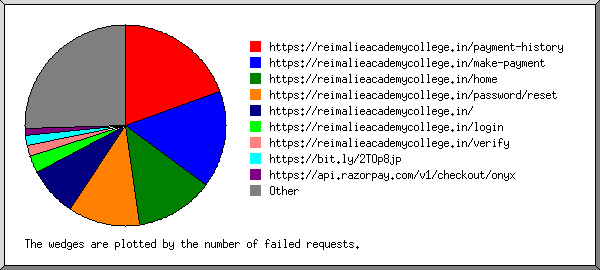 https://reimalieacademycollege.in/payment-history
https://reimalieacademycollege.in/make-payment
https://reimalieacademycollege.in/home
https://reimalieacademycollege.in/password/reset
https://reimalieacademycollege.in/
https://reimalieacademycollege.in/login
https://reimalieacademycollege.in/verify
https://bit.ly/2TOp8jp
https://api.razorpay.com/v1/checkout/onyx
Other
The wedges are plotted by the number of failed requests.